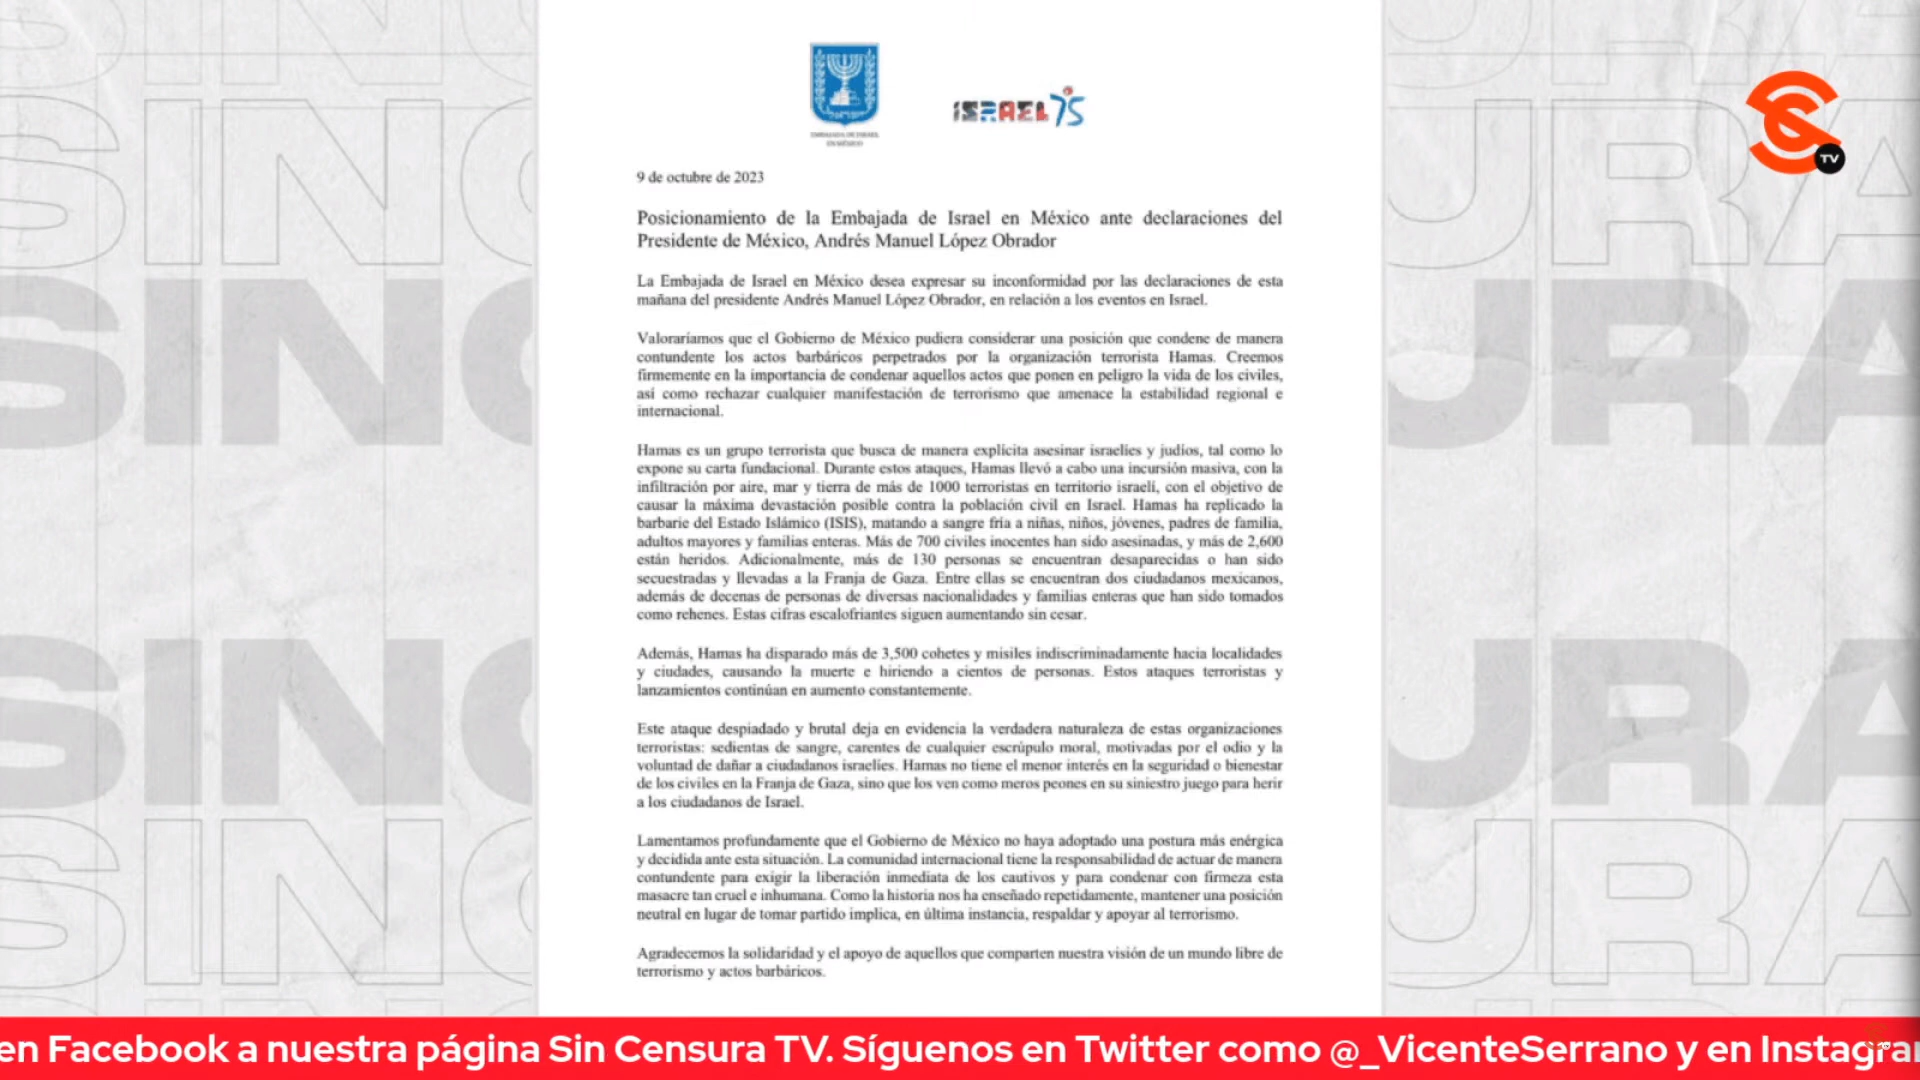 EMBAJADA DE ISRAEL
EN MÉXICO
ISRAEL 75
TV
9 de octubre de 2023
Posicionamiento de la Embajada de Israel en México ante declaraciones del
Presidente de México, Andrés Manuel López Obrador
La Embajada de Israel en México desea expresar su inconformidad por las declaraciones de esta
mañana del presidente Andrés Manuel López Obrador, en relación a los eventos en Israel.
Valoraríamos que el Gobierno de México pudiera considerar una posición que condene de manera
contundente los actos barbáricos perpetrados por la organización terrorista Hamas. Creemos
firmemente en la importancia de condenar aquellos actos que ponen en peligro la vida de los civiles,
así como rechazar cualquier manifestación de terrorismo que amenace la estabilidad regional e
internacional.
Hamas es un grupo terrorista que busca de manera explícita asesinar israelíes y judíos, tal como lo
expone su carta fundacional. Durante estos ataques, Hamas llevó a cabo una incursión masiva, con la
infiltración por aire, mar y tierra de más de 1000 terroristas en territorio israelí, con el objetivo de
causar la máxima devastación posible contra la población civil en Israel. Hamas ha replicado la
barbarie del Estado Islámico (ISIS), matando a sangre fría a niñas, niños, jóvenes, padres de familia,
adultos mayores y familias enteras. Más de 700 civiles inocentes han sido asesinadas, y más de 2,600
están heridos. Adicionalmente, más de 130 personas se encuentran desaparecidas o han sido
secuestradas y llevadas a la Franja de Gaza. Entre ellas se encuentran dos ciudadanos mexicanos,
además de decenas de personas de diversas nacionalidades y familias enteras que han sido tomados
como rehenes. Estas cifras escalofriantes siguen aumentando sin cesar.
Además, Hamas ha disparado más de 3,500 cohetes y misiles indiscriminadamente hacia localidades
y ciudades, causando la muerte e hiriendo a cientos de personas. Estos ataques terroristas y
lanzamientos continúan en aumento constantemente.
Este ataque despiadado y brutal deja en evidencia la verdadera naturaleza de estas organizaciones
terroristas: sedientas de sangre, carentes de cualquier escrúpulo moral, motivadas por el odio y la
voluntad de dañar a ciudadanos israelíes. Hamas no tiene el menor interés en la seguridad o bienestar
de los civiles en la Franja de Gaza, sino que los ven como meros peones en su siniestro juego para herir
a los ciudadanos de Israel.
Lamentamos profundamente que el Gobierno de México no haya adoptado una postura más enérgica
y decidida ante esta situación. La comunidad internacional tiene la responsabilidad de actuar de manera
contundente para exigir la liberación inmediata de los cautivos y para condenar con firmeza esta
masacre tan cruel e inhumana. Como la historia nos ha enseñado repetidamente, mantener una posición
neutral en lugar de tomar partido implica, en última instancia, respaldar y apoyar al terrorismo.
Agradecemos la solidaridad y el apoyo de aquellos que comparten nuestra visión de un mundo libre de
terrorismo y actos barbáricos.
en Facebook a nuestra página Sin Censura TV. Síguenos en Twitter como @_VicenteSerrano y en Instagram